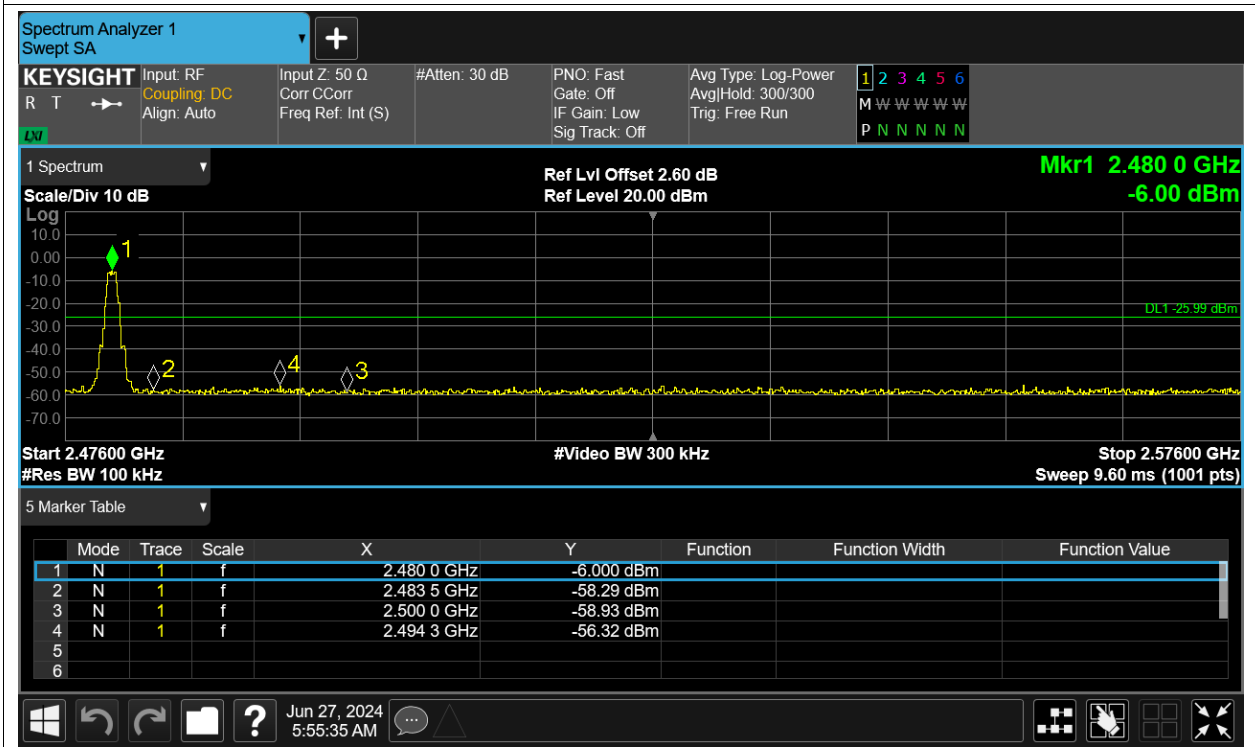 Spectrum Analyzer 1
Swept SA
KEYSIGHT
R T
LXI
Input: RF
Coupling: DC
Align: Auto
Input Z: 50 Ω
Corr CCorr
Freq Ref: Int (S)
#Atten: 30 dB
PNO: Fast
Gate: Off
IF Gain: Low
Sig Track: Off
Avg Type: Log-Power
Avg|Hold: 300/300
Trig: Free Run
1 2 3 4 5 6
M W W W W W
P N N N N N
1 Spectrum
Scale/Div 10 dB
Ref Lvl Offset 2.60 dB
Ref Level 20.00 dBm
Mkr1 2.480 0 GHz
-6.00 dBm
Log
10.0
0.00
-10.0
-20.0
-30.0
-40.0
-50.0
-60.0
-70.0
1
2
4
3
DL1 -25.99 dBm
Start 2.47600 GHz
#Res BW 100 kHz
#Video BW 300 kHz
Stop 2.57600 GHz
Sweep 9.60 ms (1001 pts)
5 Marker Table
Mode Trace Scale X Y Function Function Width Function Value
1 N 1 f 2.480 0 GHz -6.000 dBm
2 N 1 f 2.483 5 GHz -58.29 dBm
3 N 1 f 2.500 0 GHz -58.93 dBm
4 N 1 f 2.494 3 GHz -56.32 dBm
5
6
?
Jun 27, 2024
5:55:35 AM